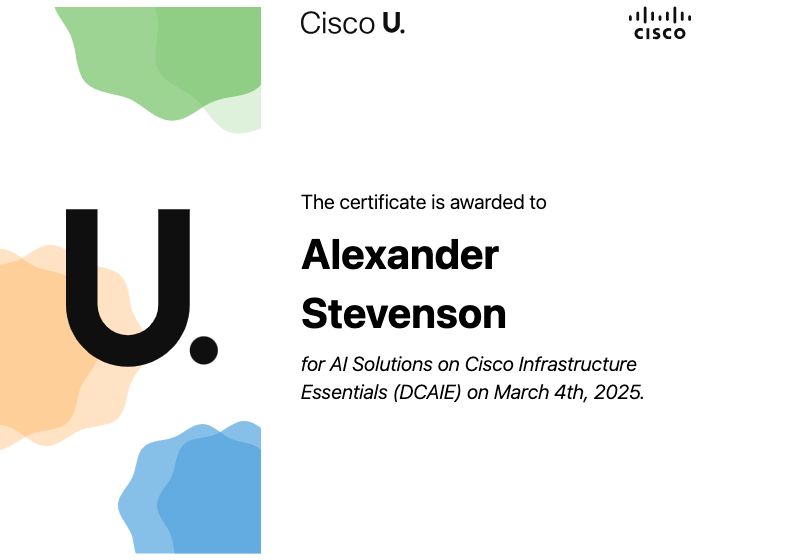 Cisco U.
CISCO
The certificate is awarded to
U.
Alexander
Stevenson
for AI Solutions on Cisco Infrastructure
Essentials (DCAIE) on March 4th, 2025.